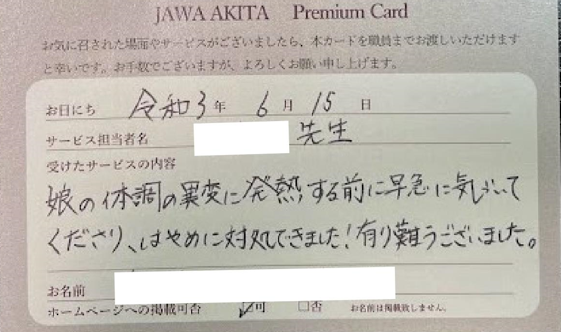 JAWA AKITA Premium Card
お気に召された場面やサービスがございましたら、本カードを職員までお渡しいただけます
と幸いです。お手数でございますが、よろしくお願い申し上げます。
お日にち 令和3年 6月 15日
サービス担当者名 先生
受けたサービスの内容
娘の体調の異変に発熱する前に早急に気づいて
くださり、はやめに対処できました!有り難うございました。
お名前
ホームページへの掲載可否 ☑可 □否 お名前は掲載致しません。